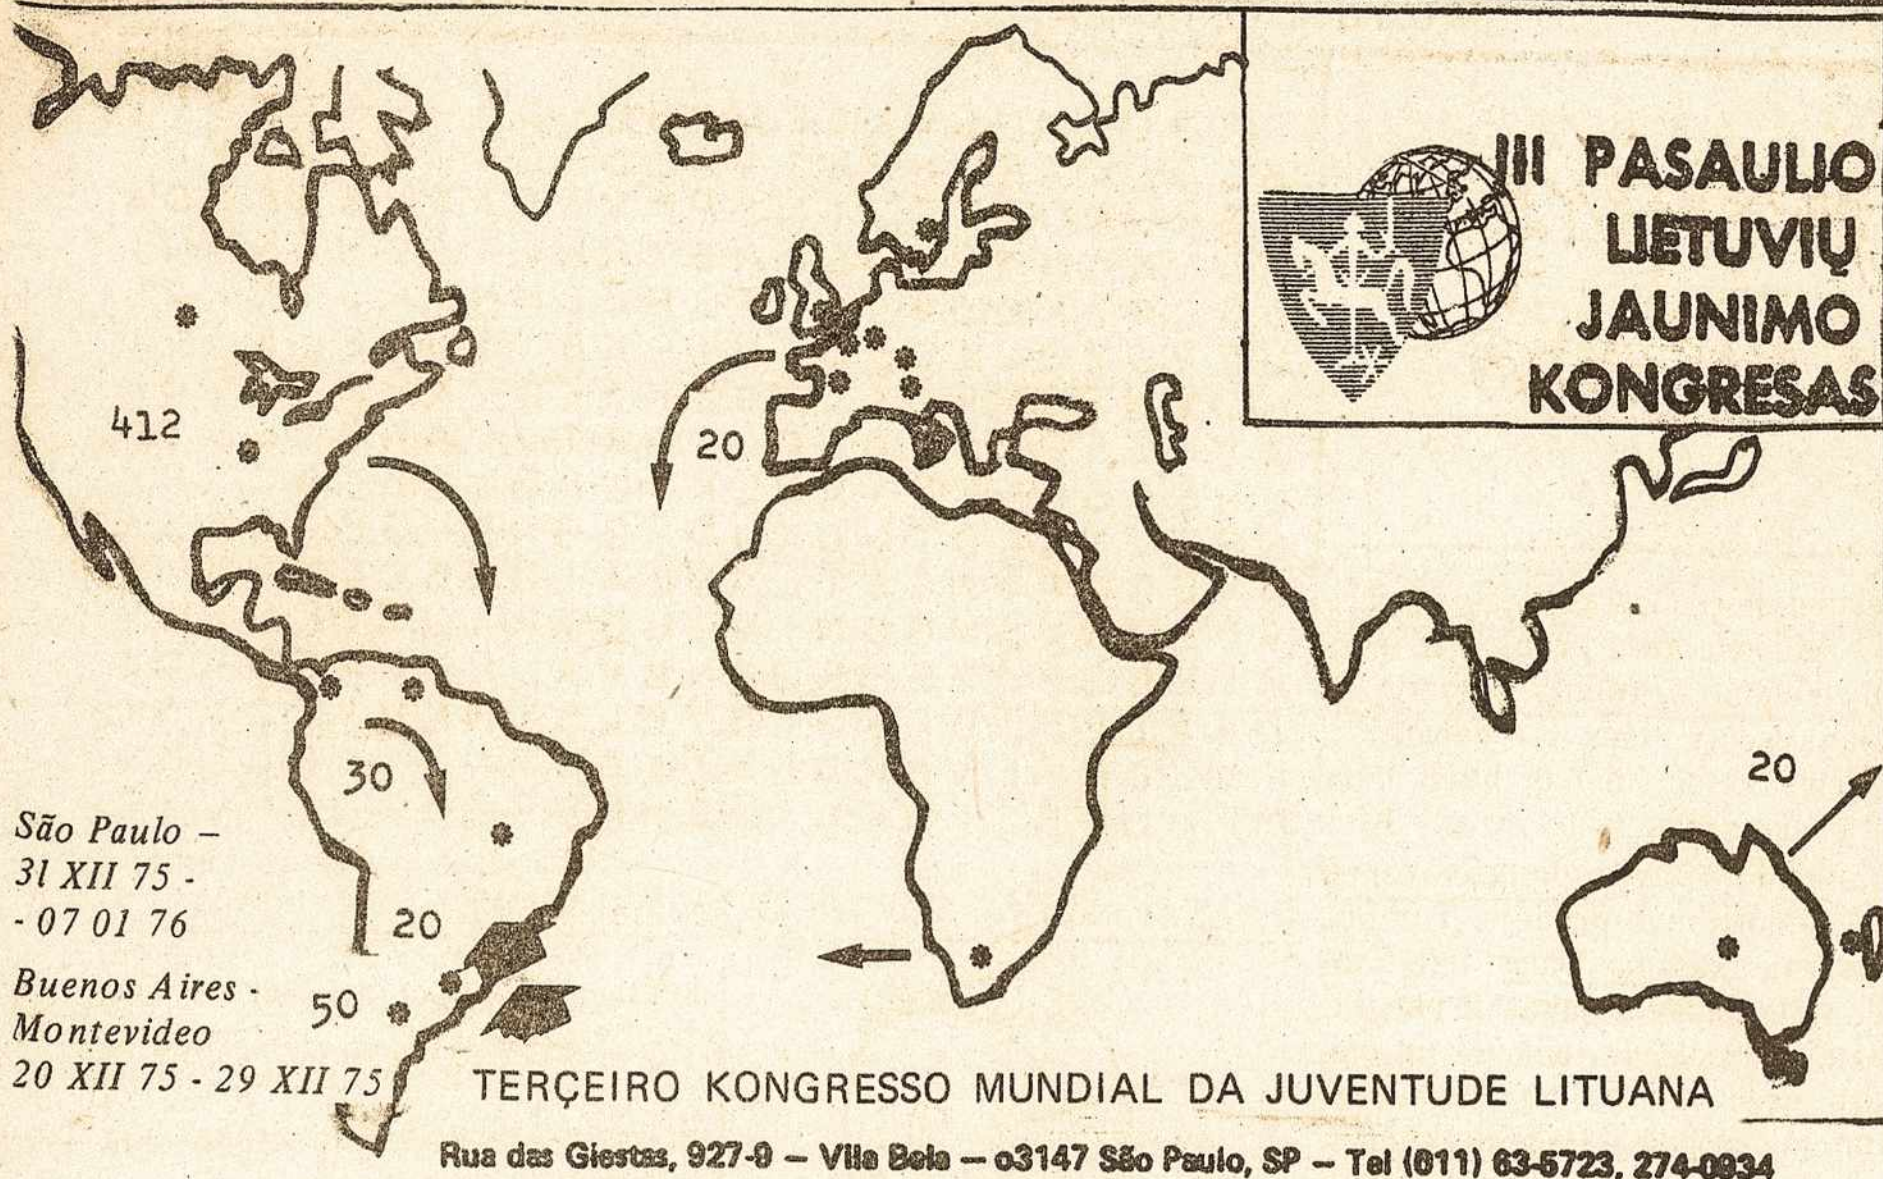 III PASAULIO
LIETUVIŲ
JAUNIMO
KONGRESAS
412
20
30
20
20
50
São Paulo –
31 XII 75 -
- 07 01 76
Buenos Aires -
Montevideo
20 XII 75 - 29 XII 75
TERÇEIRO KONGRESSO MUNDIAL DA JUVENTUDE LITUANA
Rua das Giestas, 927-9 – Vila Bela – o3147 São Paulo, SP – Tel (011) 63-5723, 274-0934